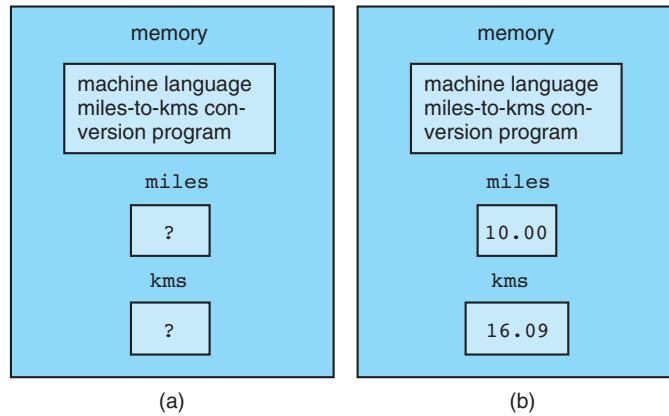 memory
machine language
miles-to-kms con-
version program
miles
?
kms
?
(a)
memory
machine language
miles-to-kms con-
version program
miles
10.00
kms
16.09
(b)